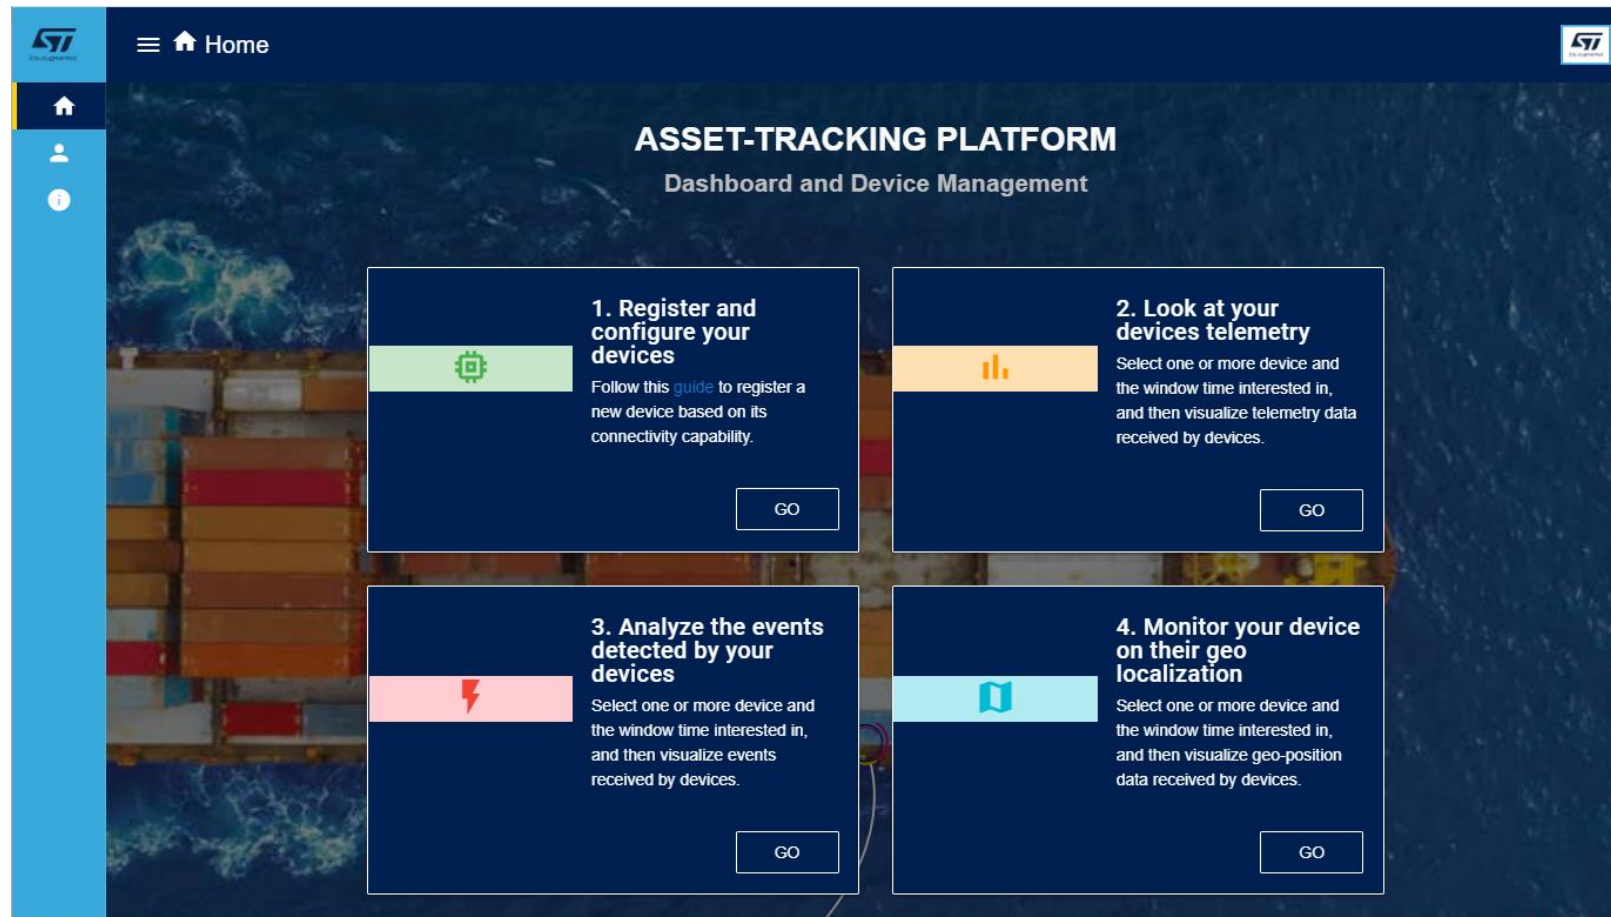 Home
ASSET-TRACKING PLATFORM
Dashboard and Device Management
1. Register and
configure your
devices
Follow this guide to register a
new device based on its
connectivity capability.
GO
2. Look at your
devices telemetry
Select one or more device and
the window time interested in,
and then visualize telemetry data
received by devices.
GO
3. Analyze the events
detected by your
devices
Select one or more device and
the window time interested in,
and then visualize events
received by devices.
GO
4. Monitor your device
on their geo
localization
Select one or more device and
the window time interested in,
and then visualize geo-position
data received by devices.
GO